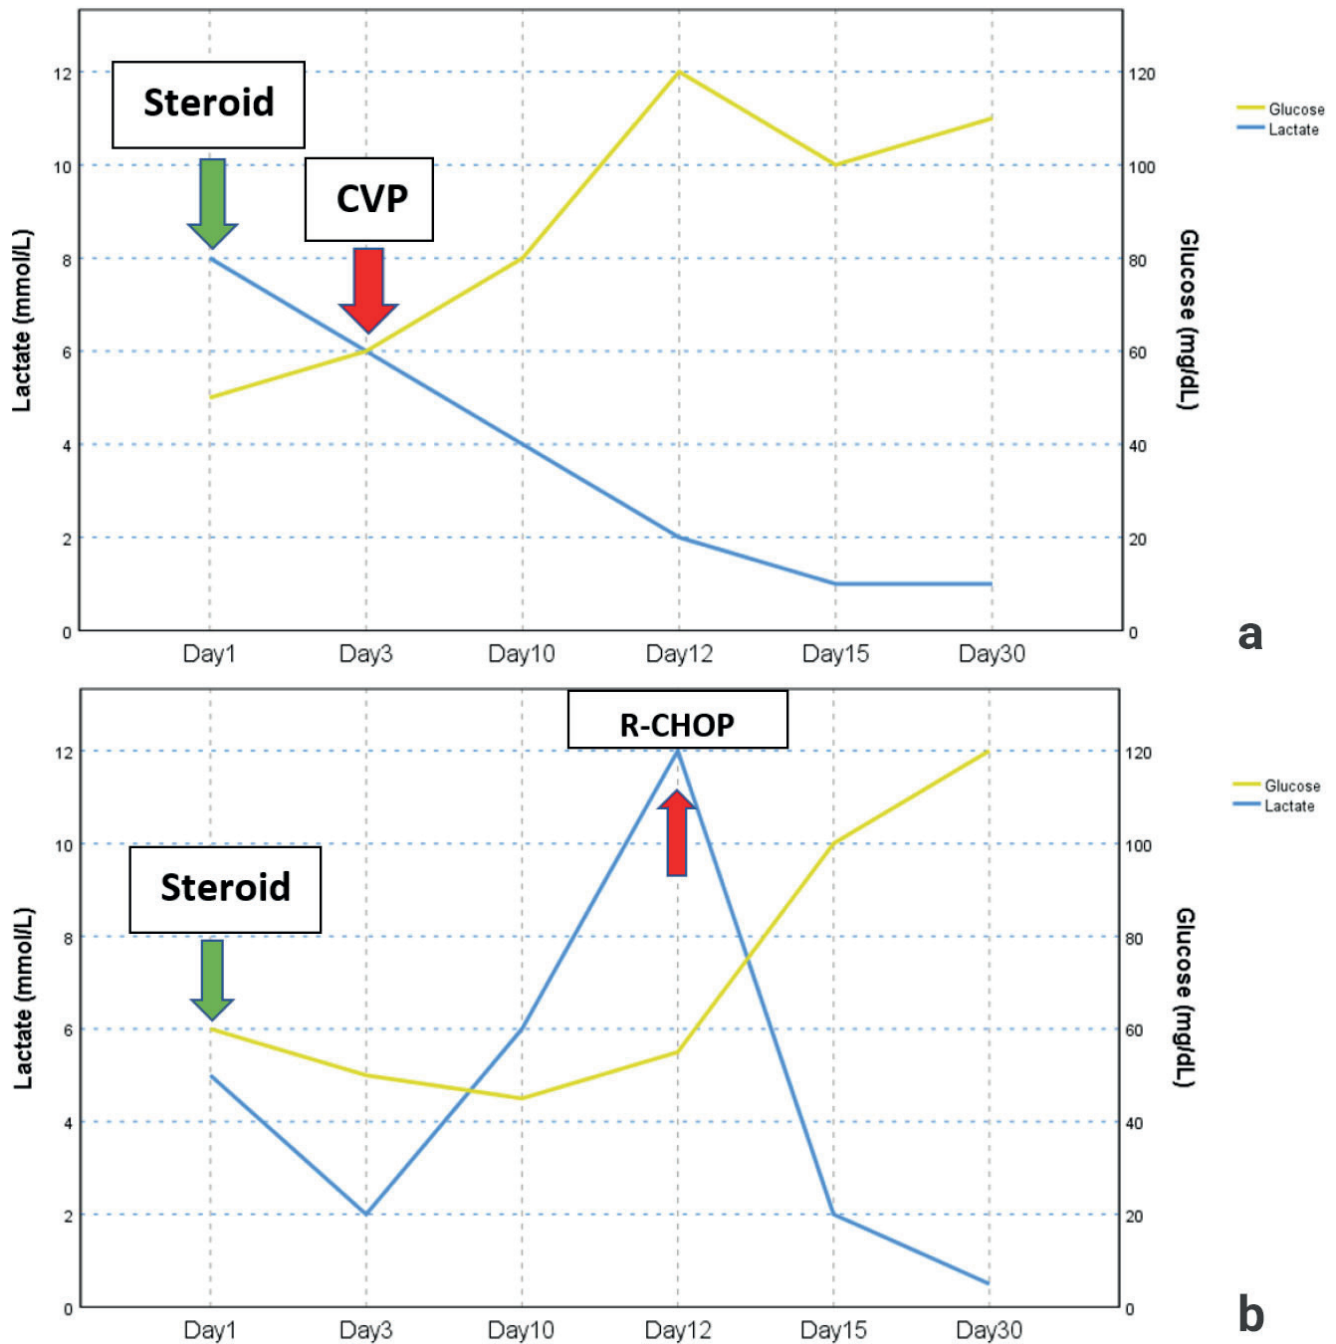 12
10
8
6
4
2
0
Lactate (mmol/L)
Steroid
CVP
120
100
80
60
40
20
0
Glucose (mg/dL)
Glucose
Lactate
Day1 Day3 Day10 Day12 Day15 Day30
a
12
10
8
6
4
2
0
Lactate (mmol/L)
Steroid
R-CHOP
120
100
80
60
40
20
0
Glucose (mg/dL)
Glucose
Lactate
Day1 Day3 Day10 Day12 Day15 Day30
b